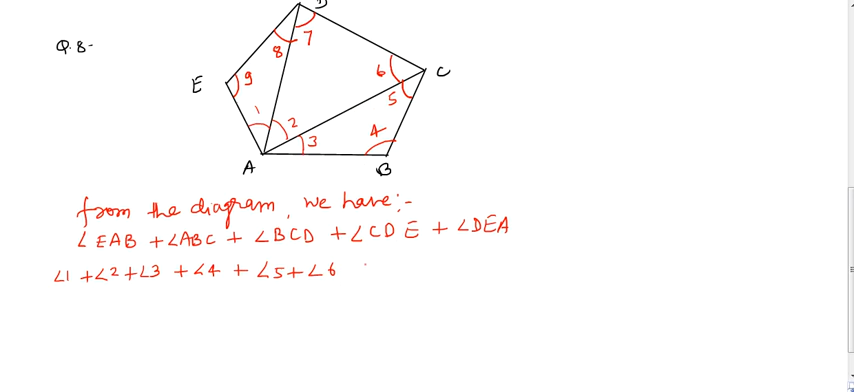 D
Q.8-
8 7
E 9 6 C
1 2 5
3 4
A B
from the diagram, we have:-
∠EAB + ∠ABC + ∠BCD + ∠CDE + ∠DEA
∠1 + ∠2 + ∠3 + ∠4 + ∠5 + ∠6